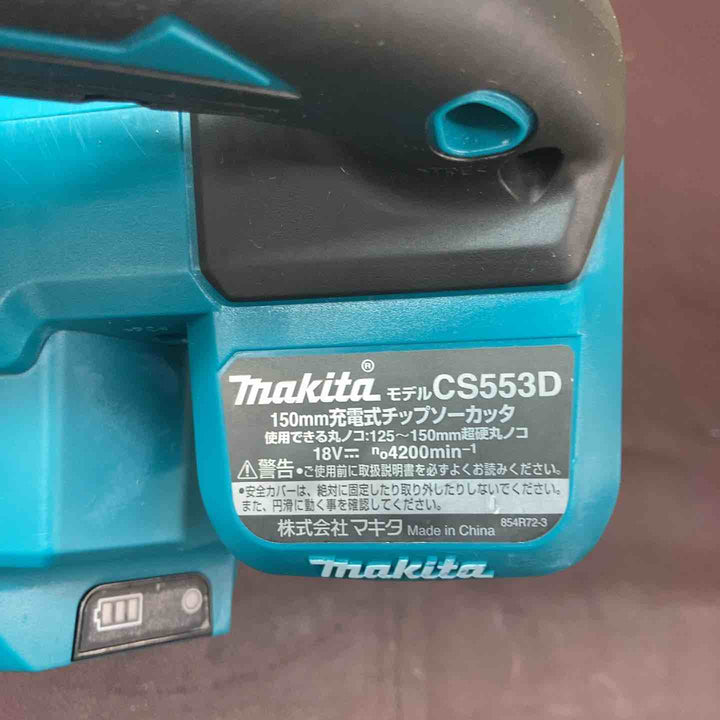 makita® モデルCS553D
150mm充電式チップソーカッタ
使用できる丸ノコ:125～150mm超硬丸ノコ
18V⎓ n₀4200min⁻¹
⚠警告 •ご使用前に取扱説明書を必ずよくお読みください。
•安全カバーは、絶対に固定したり取り外したりしないでください。
また、円滑に動く事を確認してください。
株式会社マキタ Made in China 854R72-3
makita